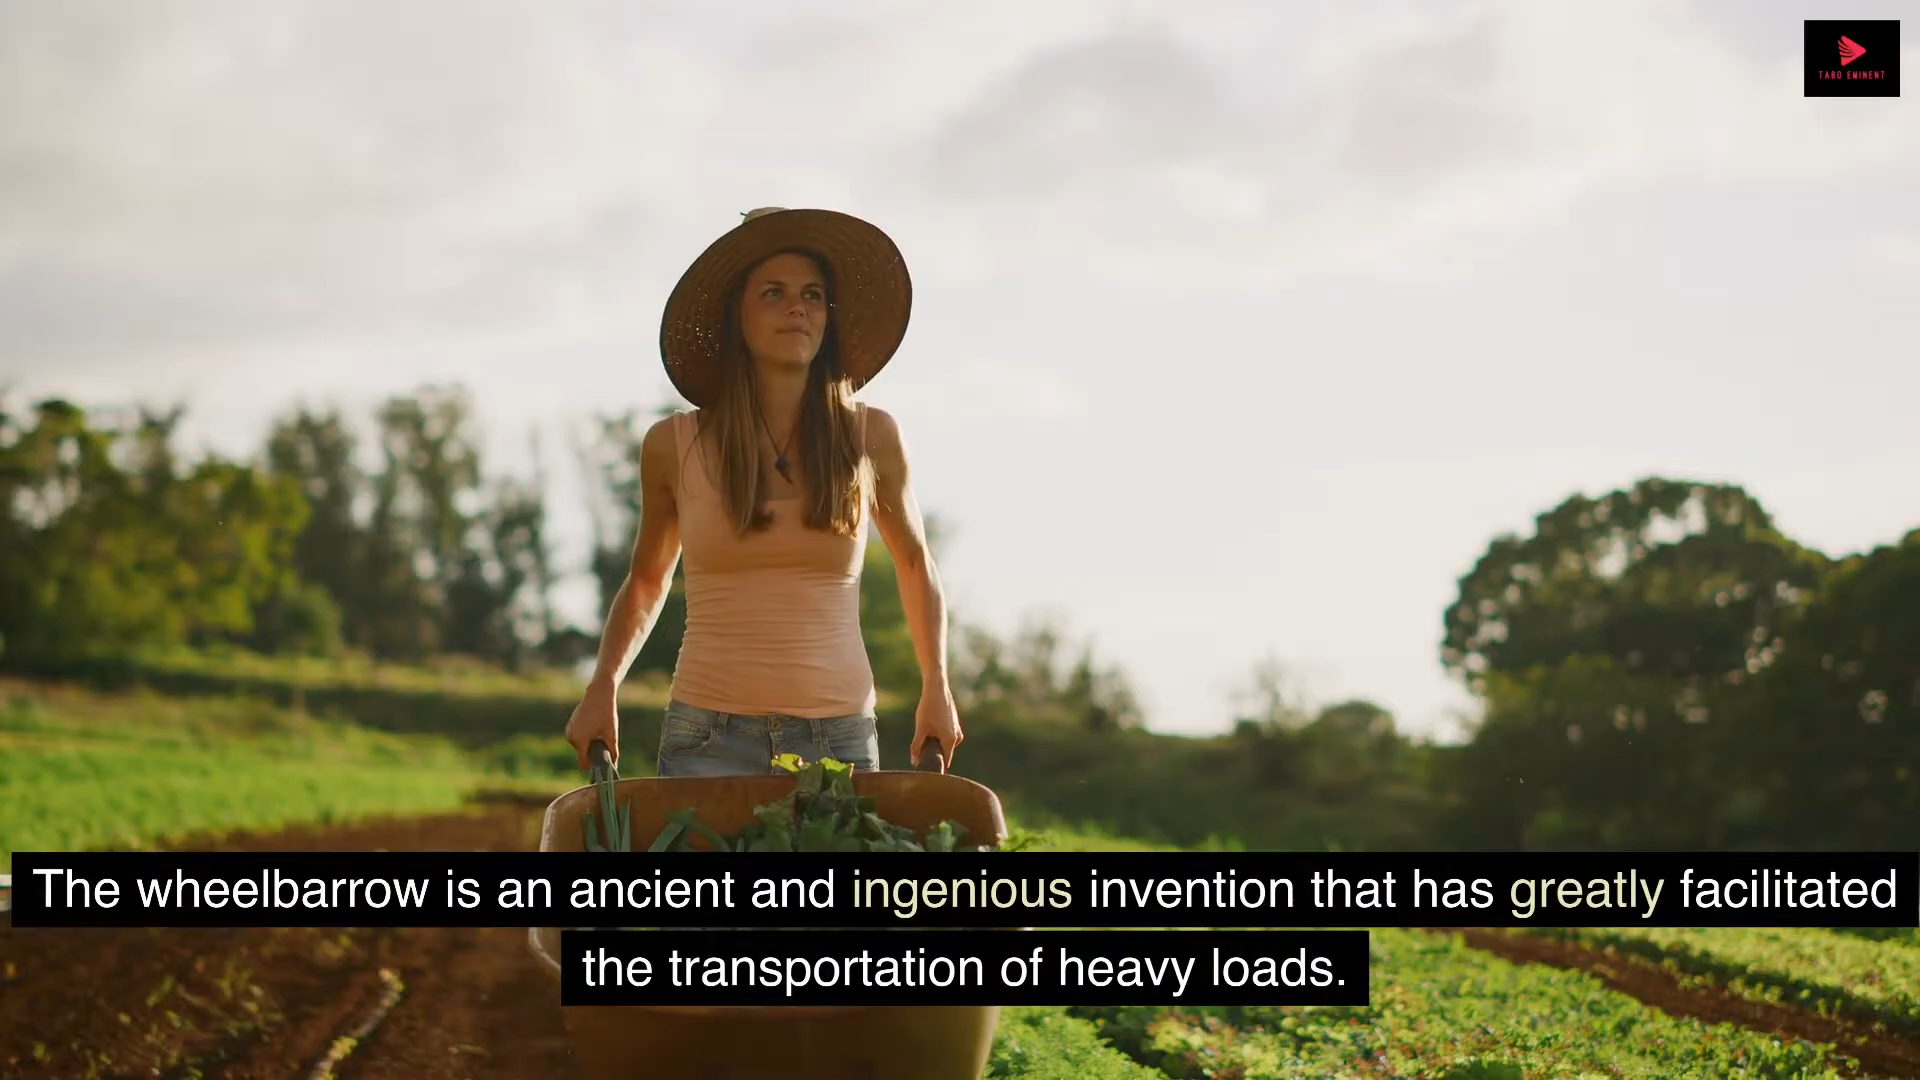 TABO EMINENT
The wheelbarrow is an ancient and ingenious invention that has greatly facilitated
the transportation of heavy loads.